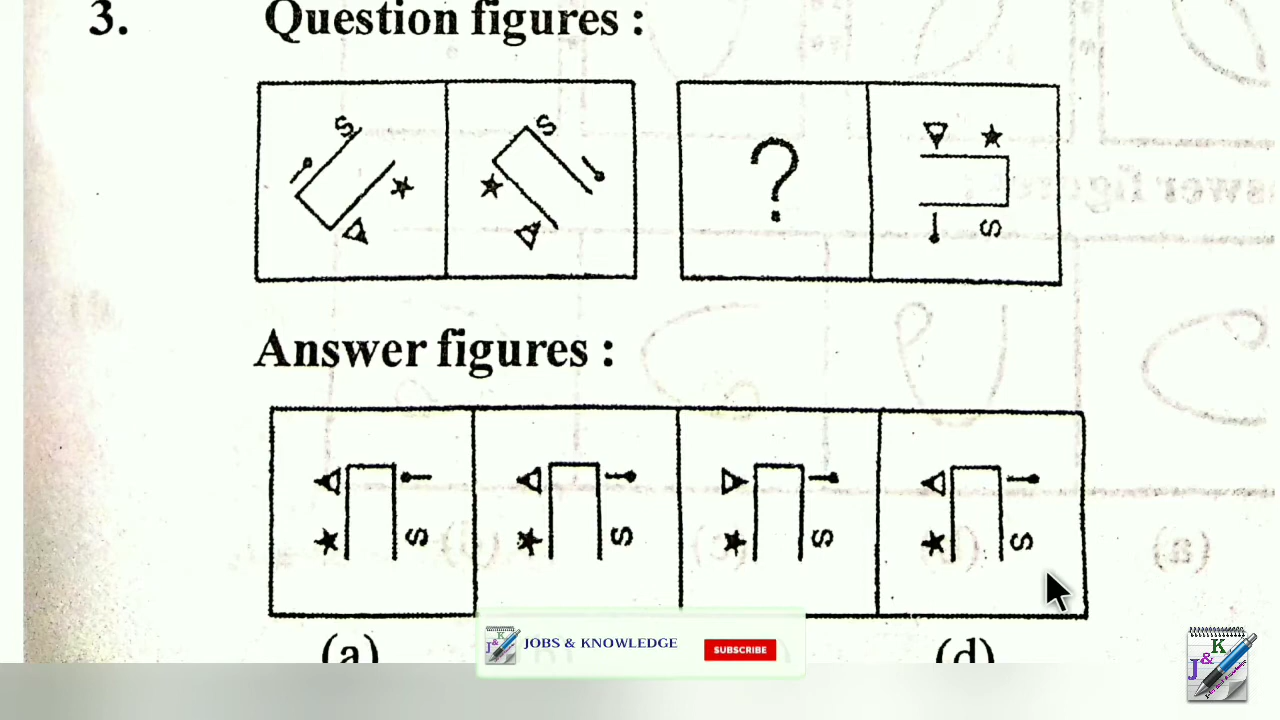 3. Question figures :
S
S
?
S
Answer figures :
S
S
S
S
(a)
(d)
JOBS & KNOWLEDGE
SUBSCRIBE
J&K